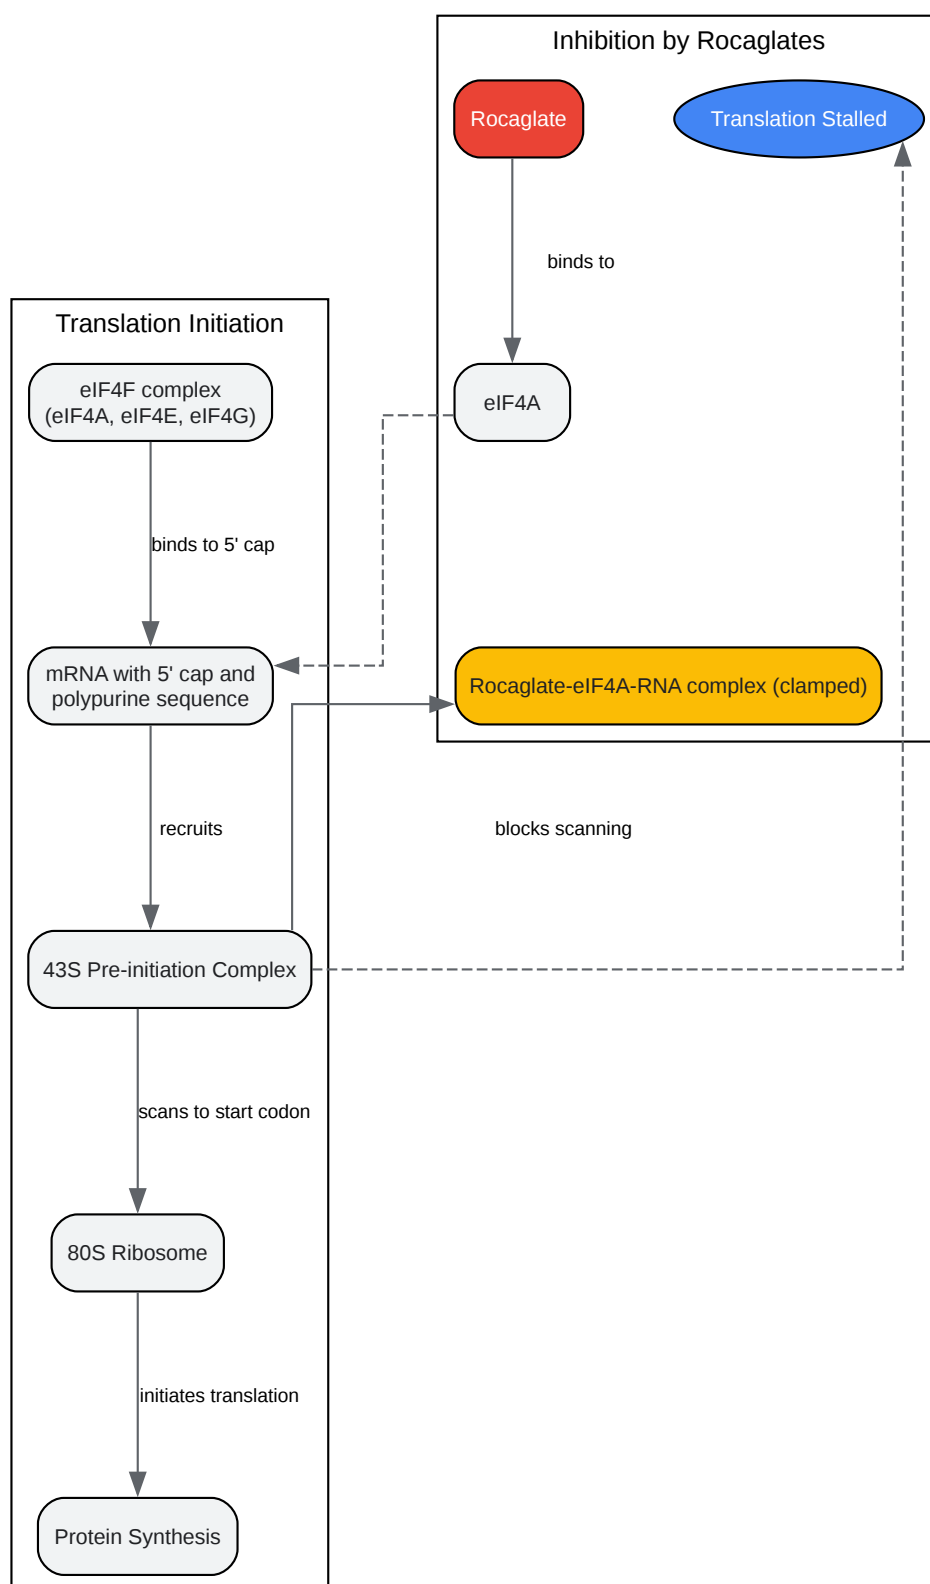 Inhibition by Rocaglates
Rocaglate
Translation Stalled
binds to
Translation Initiation
eIF4F complex
(eIF4A, eIF4E, eIF4G)
eIF4A
binds to 5' cap
mRNA with 5' cap and
polypurine sequence
Rocaglate-eIF4A-RNA complex (clamped)
recruits
blocks scanning
43S Pre-initiation Complex
scans to start codon
80S Ribosome
initiates translation
Protein Synthesis